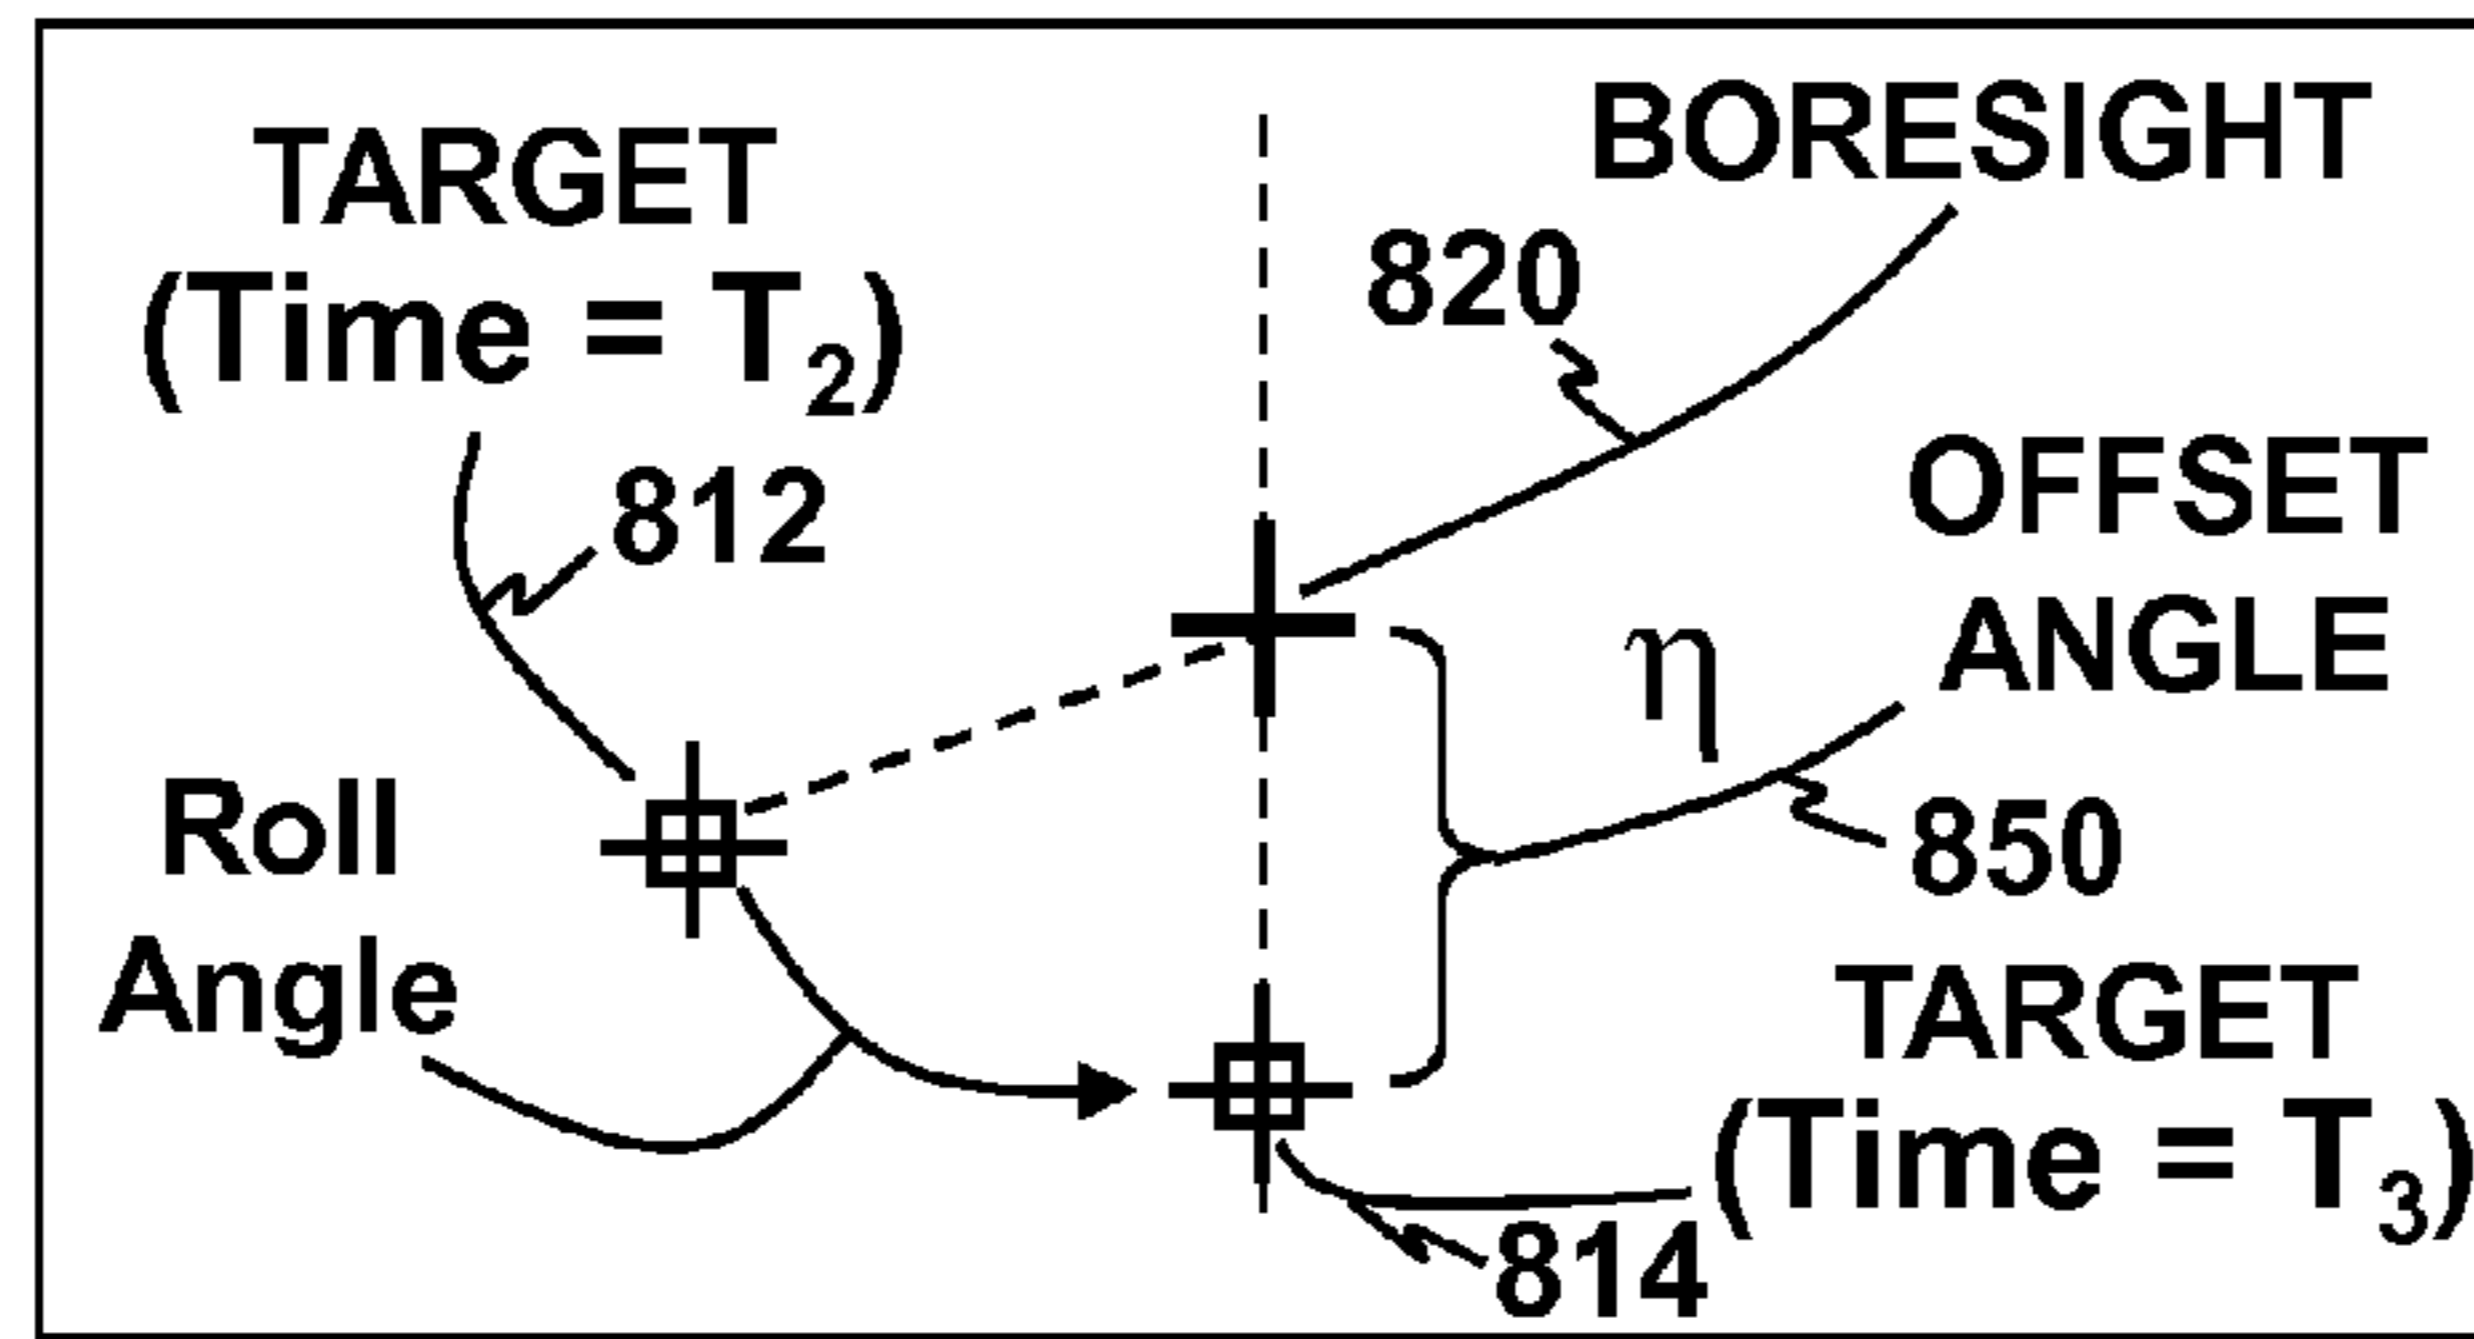 TARGET
(Time = T₂)
812
BORESIGHT
820
OFFSET
ANGLE
η
850
Roll
Angle
TARGET
(Time = T₃)
814